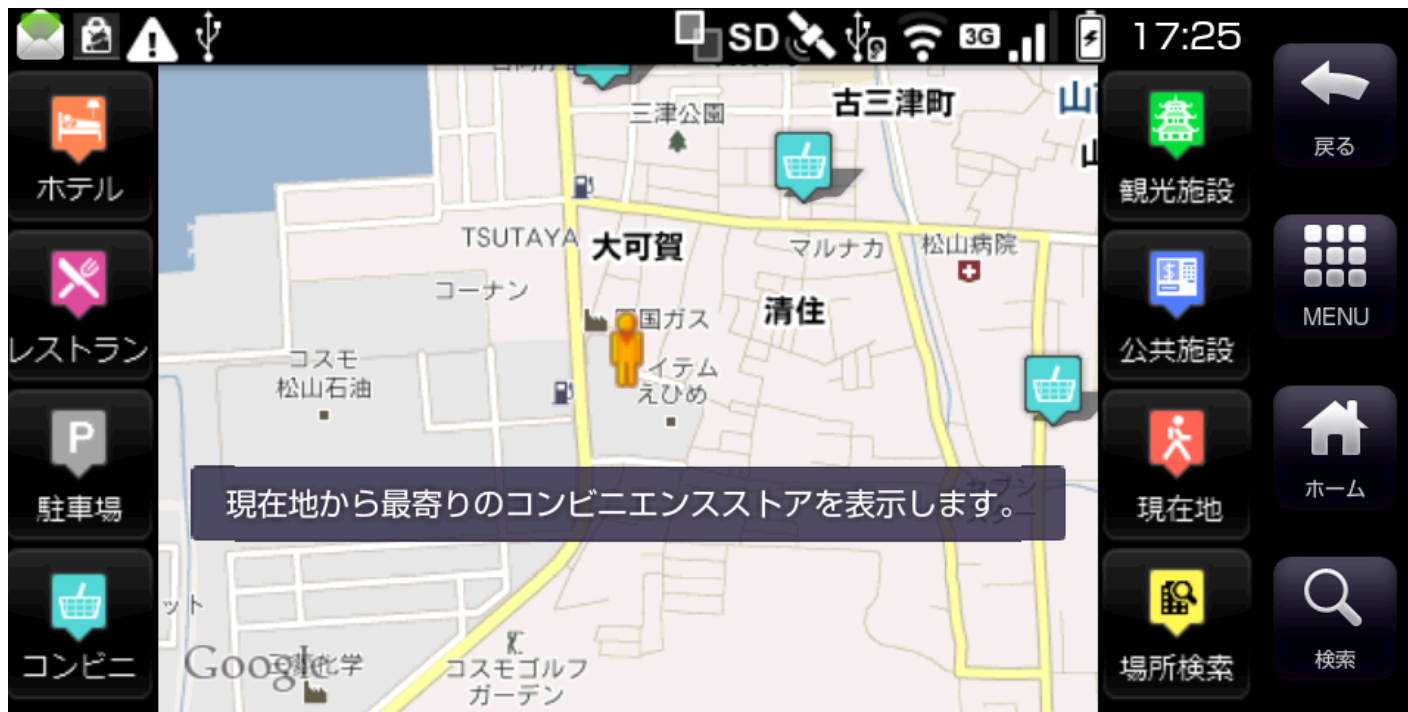 SD
3G
17:25
ホテル
レストラン
駐車場
コンビニ
三津公園
古三津町
TSUTAYA
大可賀
マルナカ
松山病院
コーナン
国ガス
清住
コスモ
松山石油
イテム
えひめ
現在地から最寄りのコンビニエンスストアを表示します。
ット
Google
化学
コスモゴルフ
ガーデン
観光施設
公共施設
現在地
場所検索
戻る
MENU
ホーム
検索